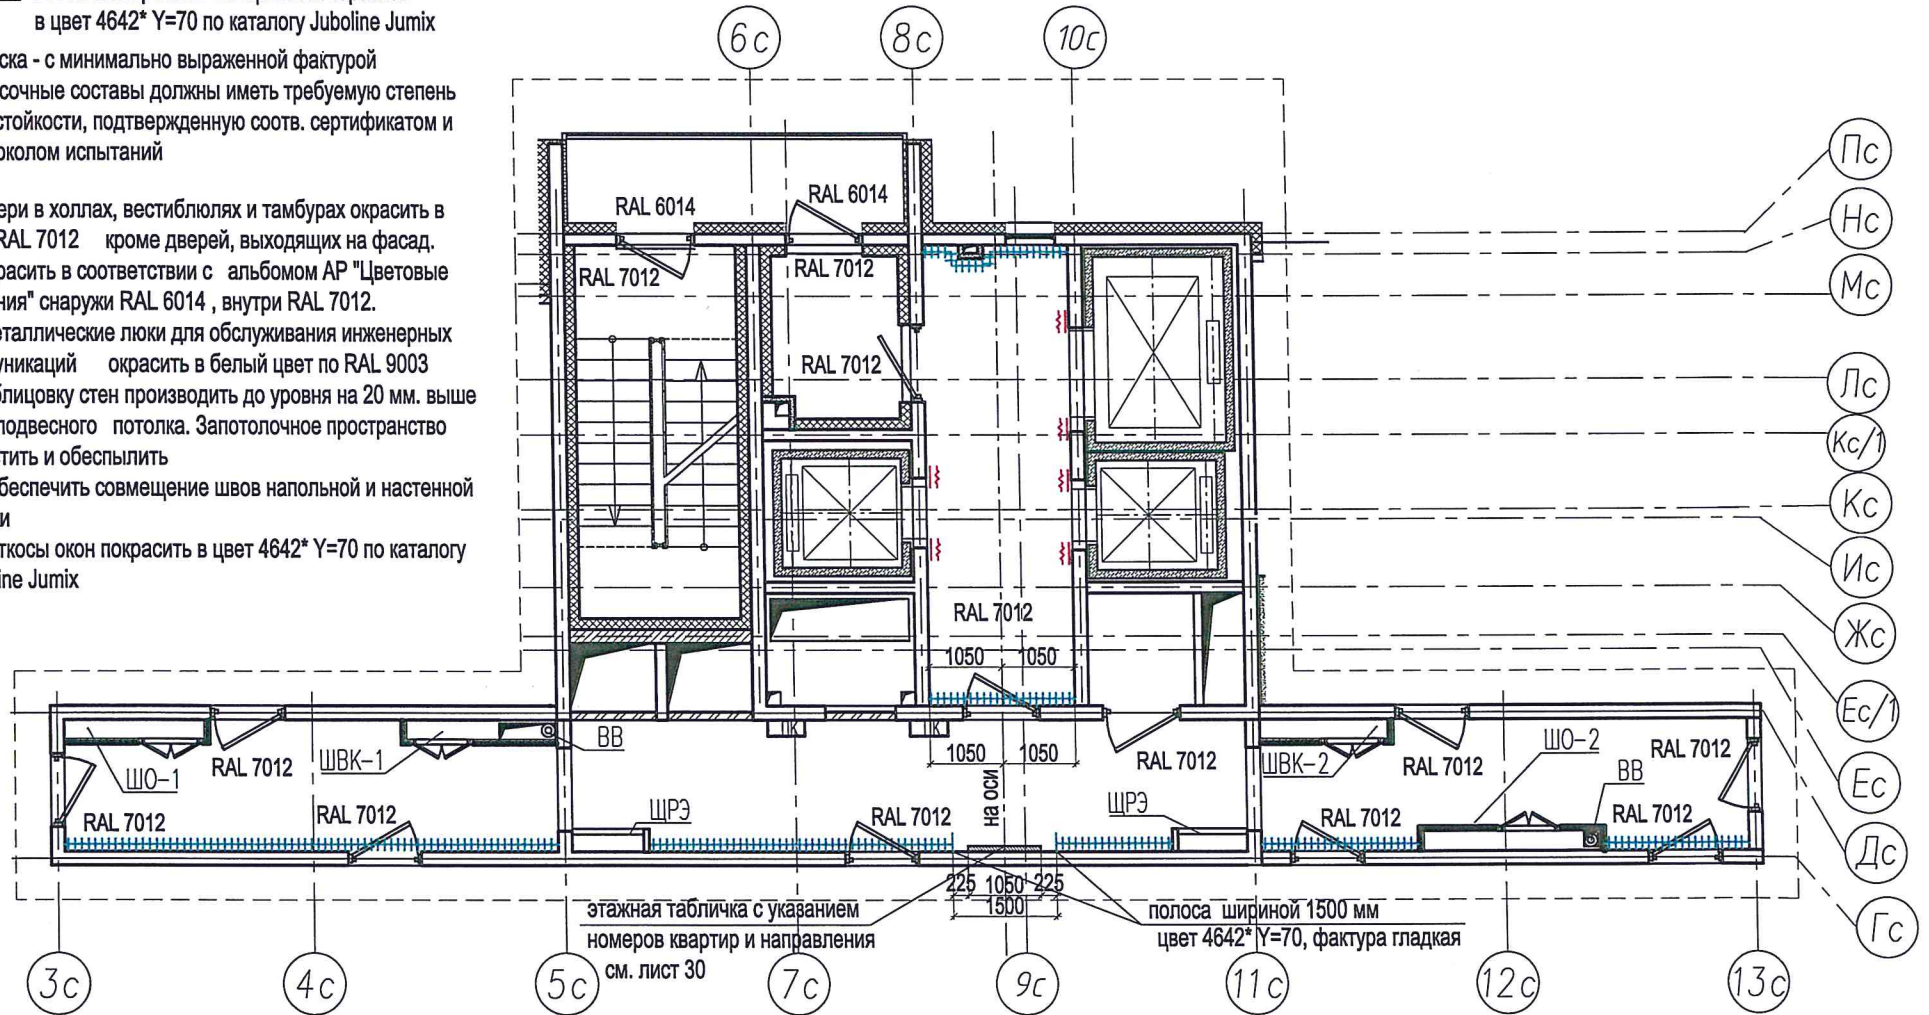 в цвет 4642* Y=70 по каталогу Juboline Jumix
ска - с минимально выраженной фактурой
сочные составы должны иметь требуемую степень
стойкости, подтвержденную соотв. сертификатом и
околом испытаний
ери в холлах, вестиблюлях и тамбурах окрасить в
RAL 7012 кроме дверей, выходящих на фасад.
расить в соответствии с альбомом АР "Цветовые
ния" снаружи RAL 6014 , внутри RAL 7012.
еталлические люки для обслуживания инженерных
уникаций окрасить в белый цвет по RAL 9003
блицовку стен производить до уровня на 20 мм. выше
подвесного потолка. Запотолочное пространство
стить и обеспылить
беспечить совмещение швов напольной и настенной
и
ткосы окон покрасить в цвет 4642* Y=70 по каталогу
ine Jumix
6с
8с
10с
Пс
Нс
Мс
Лс
Кс/1
Кс
Ис
Жс
Ес/1
Ес
Дс
Гс
RAL 6014
RAL 6014
RAL 7012
RAL 7012
RAL 7012
RAL 7012
1050
1050
ПК
ПК
1050
1050
на оси
ШО-1
RAL 7012
ШВК-1
ВВ
RAL 7012
RAL 7012
ЩРЭ
RAL 7012
ЩРЭ
RAL 7012
ШВК-2
RAL 7012
ШО-2
ВВ
RAL 7012
RAL 7012
RAL 7012
225
1050
225
1500
этажная табличка с указанием
номеров квартир и направления
см. лист 30
полоса шириной 1500 мм
цвет 4642* Y=70, фактура гладкая
3с
4с
5с
7с
9с
11с
12с
13с